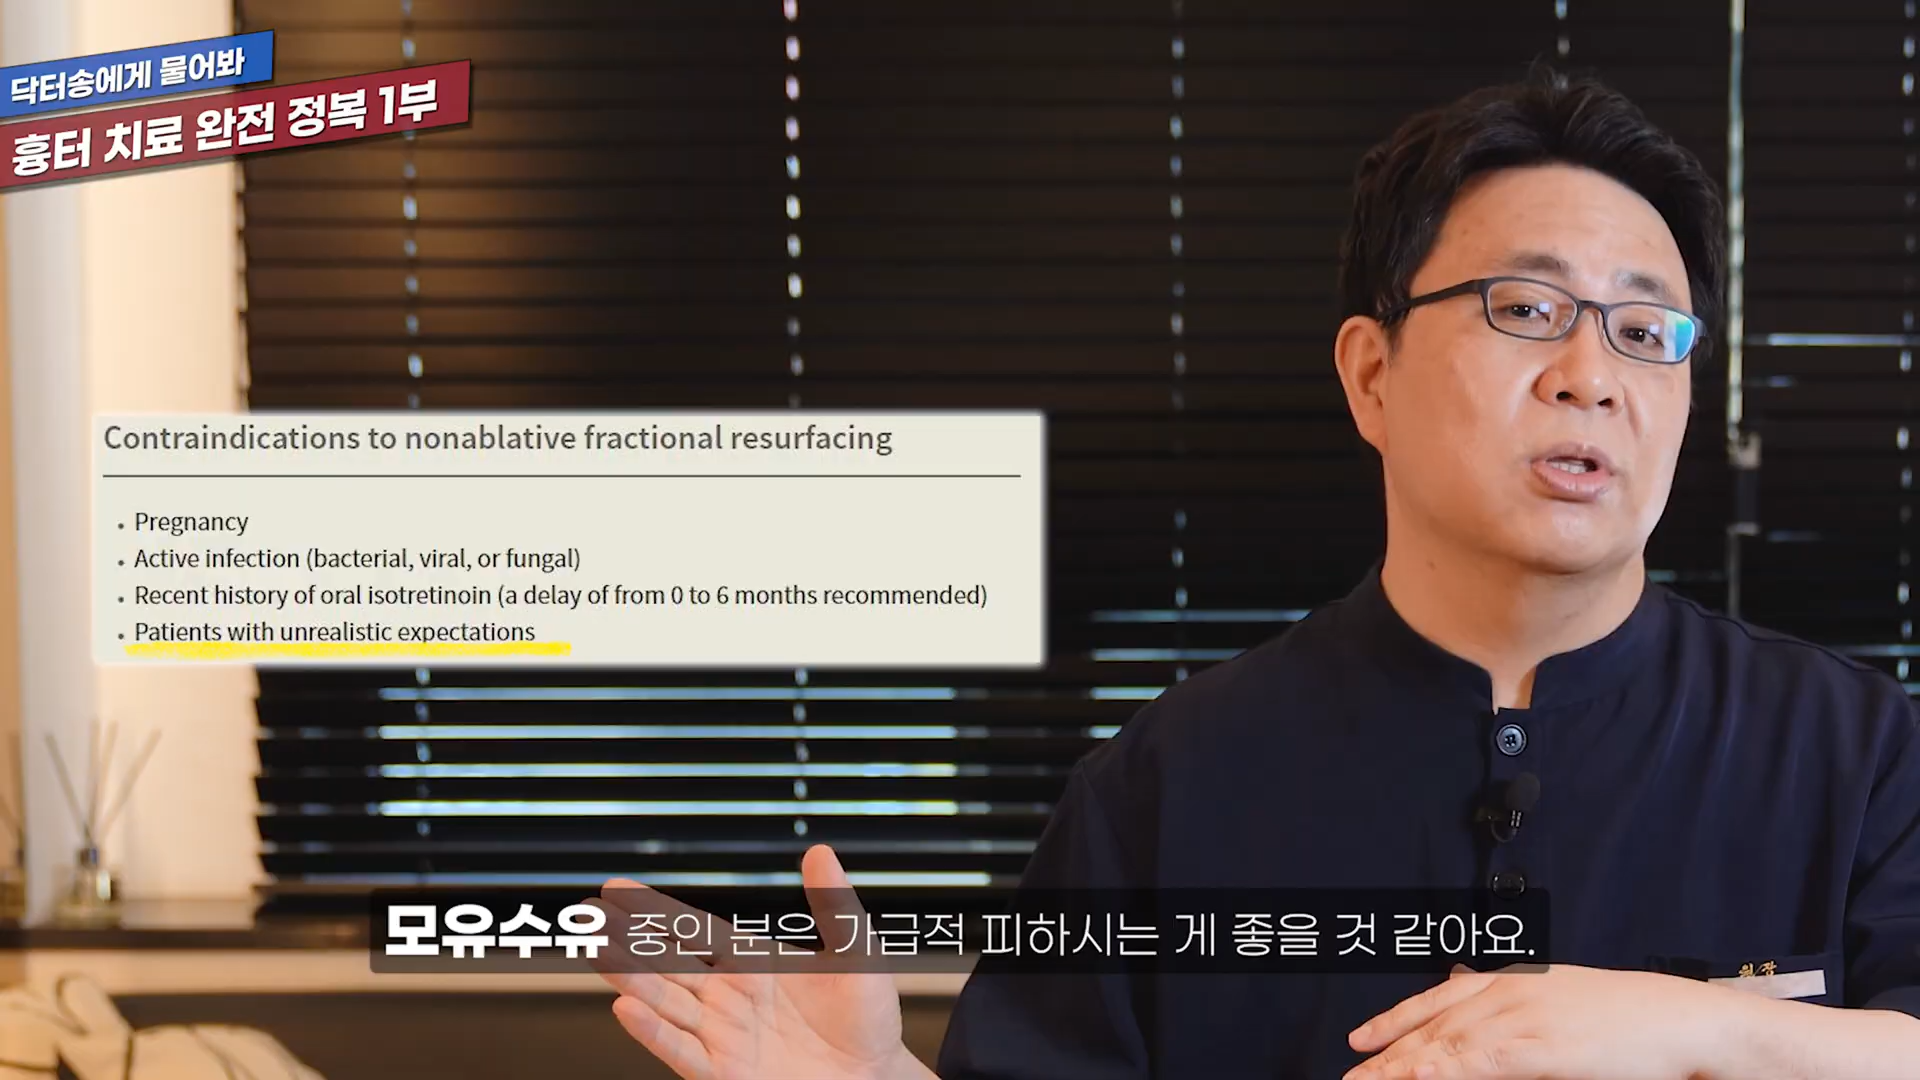 닥터송에게 물어봐
흉터 치료 완전 정복 1부
Contraindications to nonablative fractional resurfacing
• Pregnancy
• Active infection (bacterial, viral, or fungal)
• Recent history of oral isotretinoin (a delay of from 0 to 6 months recommended)
• Patients with unrealistic expectations
모유수유 중인 분은 가급적 피하시는 게 좋을 것 같아요.
원장